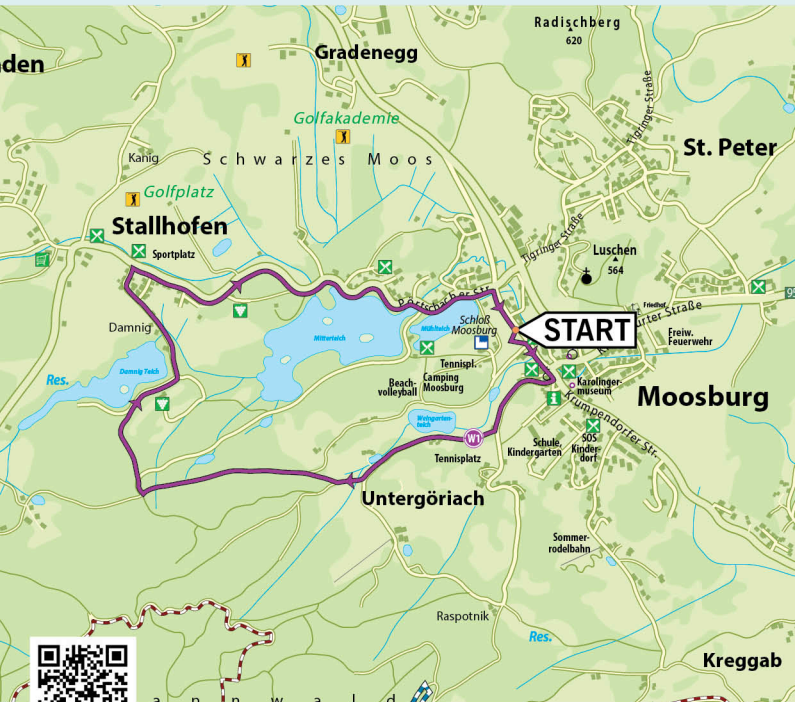 Radischberg
620
Gradenegg
Tigringer Straße
Golfakademie
St. Peter
Kanig
Schwarzes Moos
Golfplatz
Stallhofen
Tigringer Straße
Sportplatz
Luschen
564
Pörtschacher Str.
Friedhof
Damnig
Schloß
Moosburg
START
Mitterteich
Mühlteich
Freiw.
Feuerwehr
Damnig Teich
Res.
Tennispl.
Camping
Moosburg
Beach-
volleyball
Karolinger-
museum
Moosburg
Krumpendorfer Str.
Weingarten-
teich
W1
Tennisplatz
Schule,
Kindergarten
SOS
Kinder-
dorf
Untergöriach
Sommer-
rodelbahn
Raspotnik
Res.
Kreggab